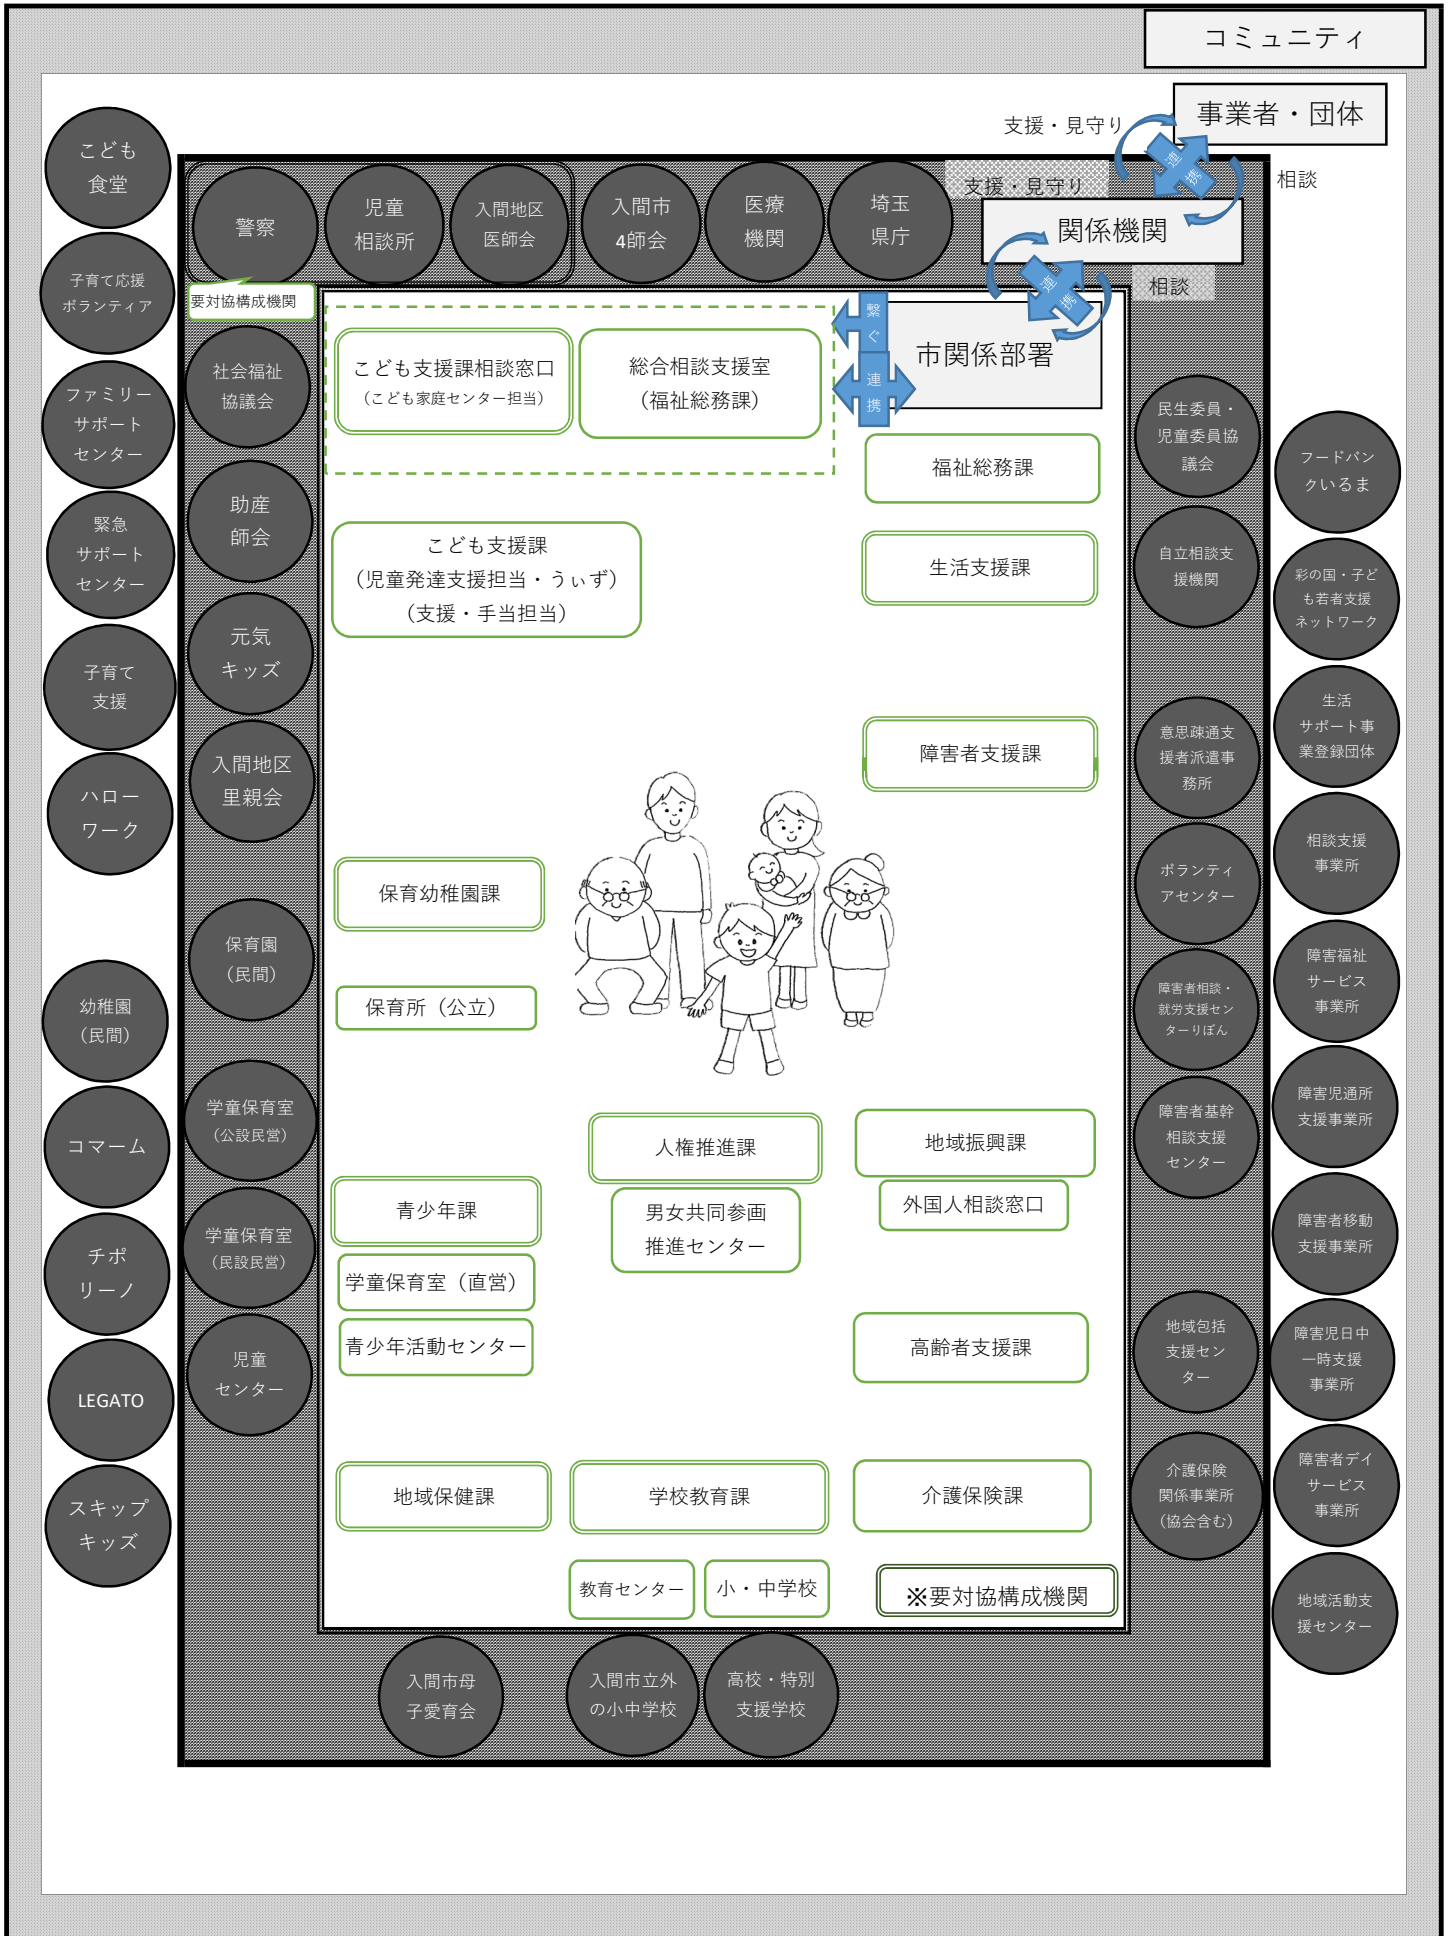 コミュニティ
事業者・団体
支援・見守り
連
携
相談
支援・見守り
関係機関
連
携
相談
こども
食堂
子育て応援
ボランティア
ファミリー
サポート
センター
緊急
サポート
センター
子育て
支援
ハロー
ワーク
幼稚園
（民間）
コマーム
チポ
リーノ
LEGATO
スキップ
キッズ
警察
児童
相談所
入間地区
医師会
入間市
4師会
医療
機関
埼玉
県庁
要対協構成機関
社会福祉
協議会
助産
師会
元気
キッズ
入間地区
里親会
保育園
（民間）
学童保育室
（公設民営）
学童保育室
（民設民営）
児童
センター
こども支援課相談窓口
（こども家庭センター担当）
総合相談支援室
（福祉総務課）
繋
ぐ
連
携
市関係部署
福祉総務課
こども支援課
（児童発達支援担当・うぃず）
（支援・手当担当）
生活支援課
障害者支援課
保育幼稚園課
保育所（公立）
人権推進課
男女共同参画
推進センター
地域振興課
外国人相談窓口
青少年課
学童保育室（直営）
青少年活動センター
高齢者支援課
地域保健課
学校教育課
介護保険課
教育センター
小・中学校
※要対協構成機関
民生委員・
児童委員協
議会
自立相談支
援機関
意思疎通支
援者派遣事
務所
ボランティ
アセンター
障害者相談・
就労支援セン
ターりぼん
障害者基幹
相談支援
センター
地域包括
支援セン
ター
介護保険
関係事業所
（協会含む）
フードバン
クいるま
彩の国・子ど
も若者支援
ネットワーク
生活
サポート事
業登録団体
相談支援
事業所
障害福祉
サービス
事業所
障害児通所
支援事業所
障害者移動
支援事業所
障害児日中
一時支援
事業所
障害者デイ
サービス
事業所
地域活動支
援センター
入間市母
子愛育会
入間市立外
の小中学校
高校・特別
支援学校